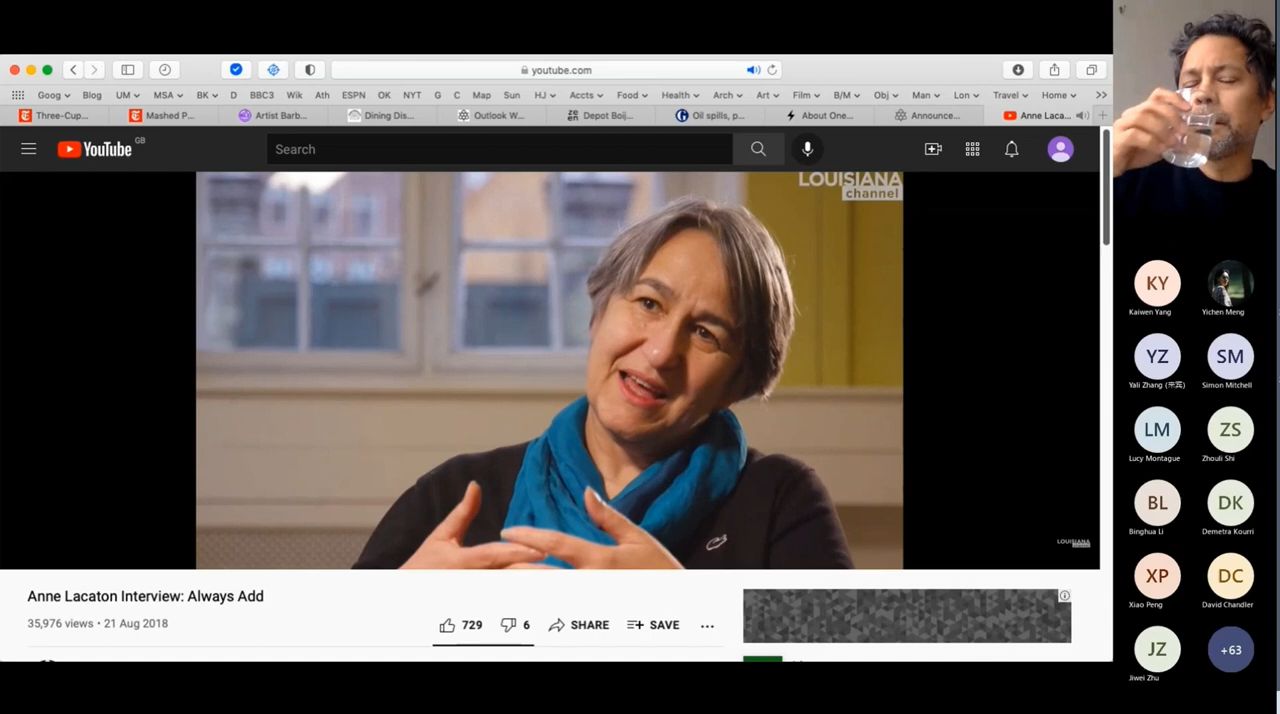 youtube.com
Goog
Blog
UM
MSA
BK
D
BBC3
Wik
Ath
ESPN
OK
NYT
G
C
Map
Sun
HJ
Accts
Food
Health
Arch
Art
Film
B/M
Obj
Man
Lon
Travel
Home
Three-Cup...
Mashed P...
Artist Barb...
Dining Dis...
Outlook W...
Depot Boij...
Oil spills, p...
About One...
Announce...
Anne Laca...
YouTube GB
Search
LOUISIANA
channel
LOUISIANA
Anne Lacaton Interview: Always Add
35,976 views • 21 Aug 2018
729
6
SHARE
SAVE
KY
Kaiwen Yang
Yichen Meng
YZ
Yali Zhang
SM
Simon Mitchell
LM
Lucy Montague
ZS
Zhouli Shi
BL
Binghua Li
DK
Demetra Kourri
XP
Xiao Peng
DC
David Chandler
JZ
Jiwei Zhu
+63